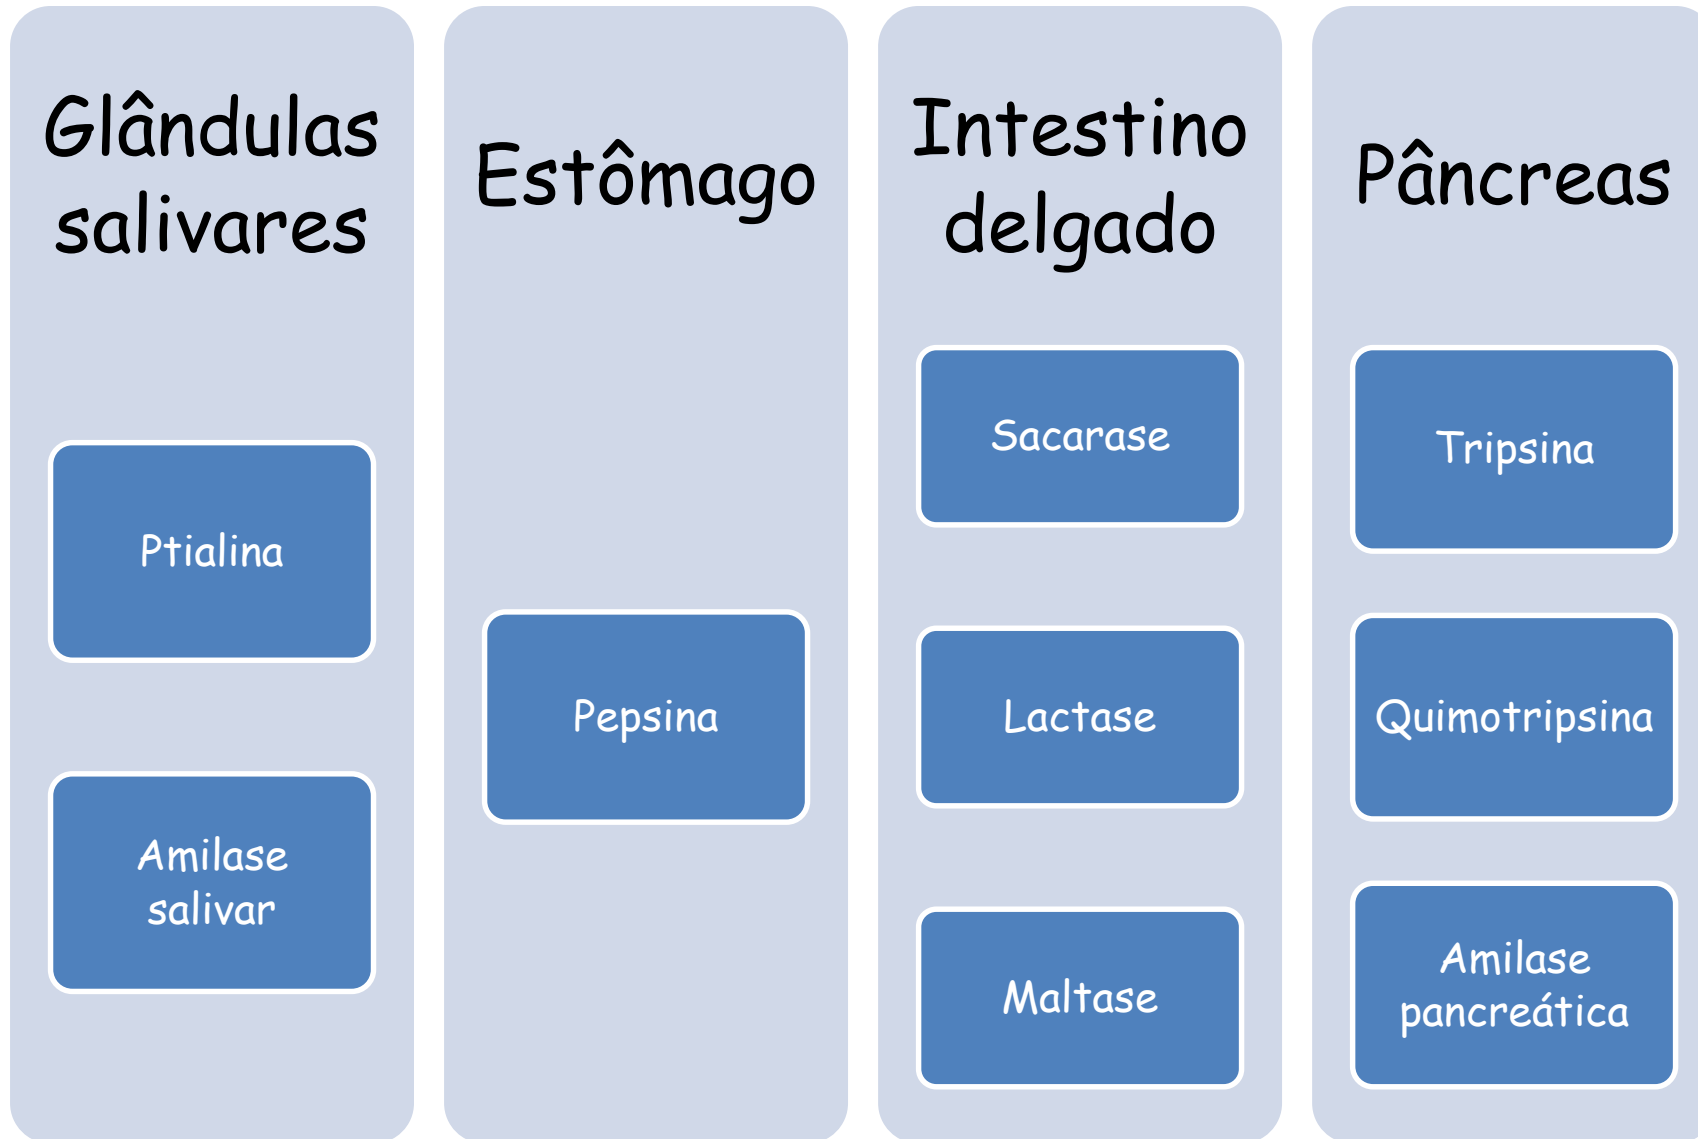 Glândulas
salivares
Ptialina
Amilase
salivar
Estômago
Pepsina
Intestino
delgado
Sacarase
Lactase
Maltase
Pâncreas
Tripsina
Quimotripsina
Amilase
pancreática